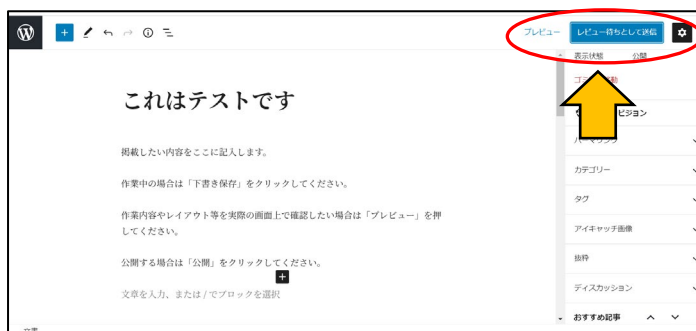 プレビュー
レビュー待ちとして送信
表示状態 公開
これはテストです
ビジョン
掲載したい内容をここに記入します。
カテゴリー
作業中の場合は「下書き保存」をクリックしてください。
タグ
作業内容やレイアウト等を実際の画面上で確認したい場合は「プレビュー」を押
してください。
アイキャッチ画像
抜粋
公開する場合は「公開」をクリックしてください。
文章を入力、または / でブロックを選択
ディスカッション
おすすめ記事